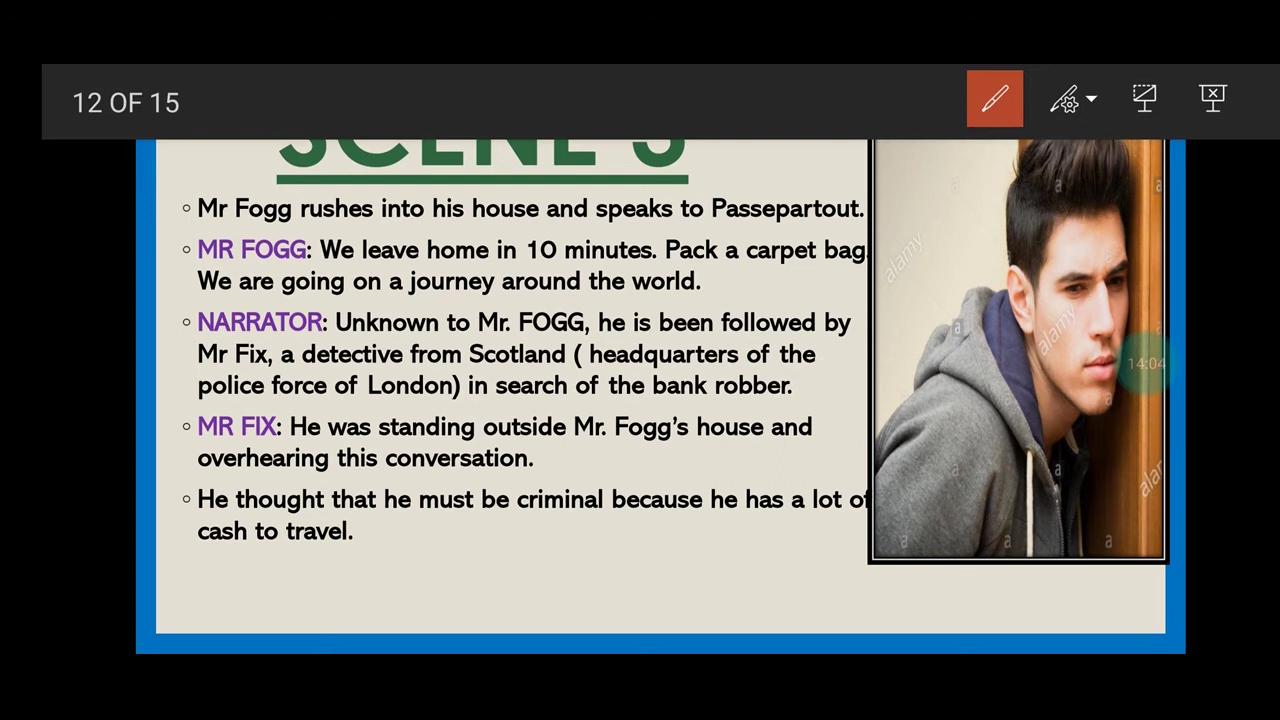 12 OF 15
SCENE 3
◦ Mr Fogg rushes into his house and speaks to Passepartout.
◦ MR FOGG: We leave home in 10 minutes. Pack a carpet bag.
We are going on a journey around the world.
◦ NARRATOR: Unknown to Mr. FOGG, he is been followed by
Mr Fix, a detective from Scotland ( headquarters of the
police force of London) in search of the bank robber.
◦ MR FIX: He was standing outside Mr. Fogg’s house and
overhearing this conversation.
◦ He thought that he must be criminal because he has a lot of
cash to travel.
alamy
alamy
14:04